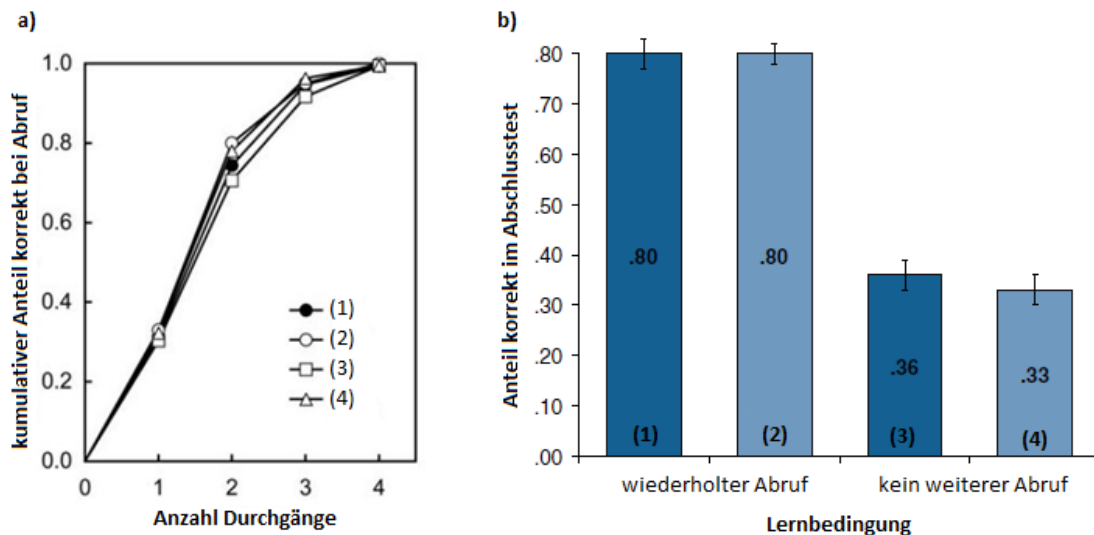 a)
kumulativer Anteil korrekt bei Abruf
1.0
0.8
0.6
0.4
0.2
0.0
0 1 2 3 4
Anzahl Durchgänge
(1)
(2)
(3)
(4)
b)
Anteil korrekt im Abschlusstest
.80
.70
.60
.50
.40
.30
.20
.10
.00
.80 .80 .36 .33
(1) (2) (3) (4)
wiederholter Abruf kein weiterer Abruf
Lernbedingung